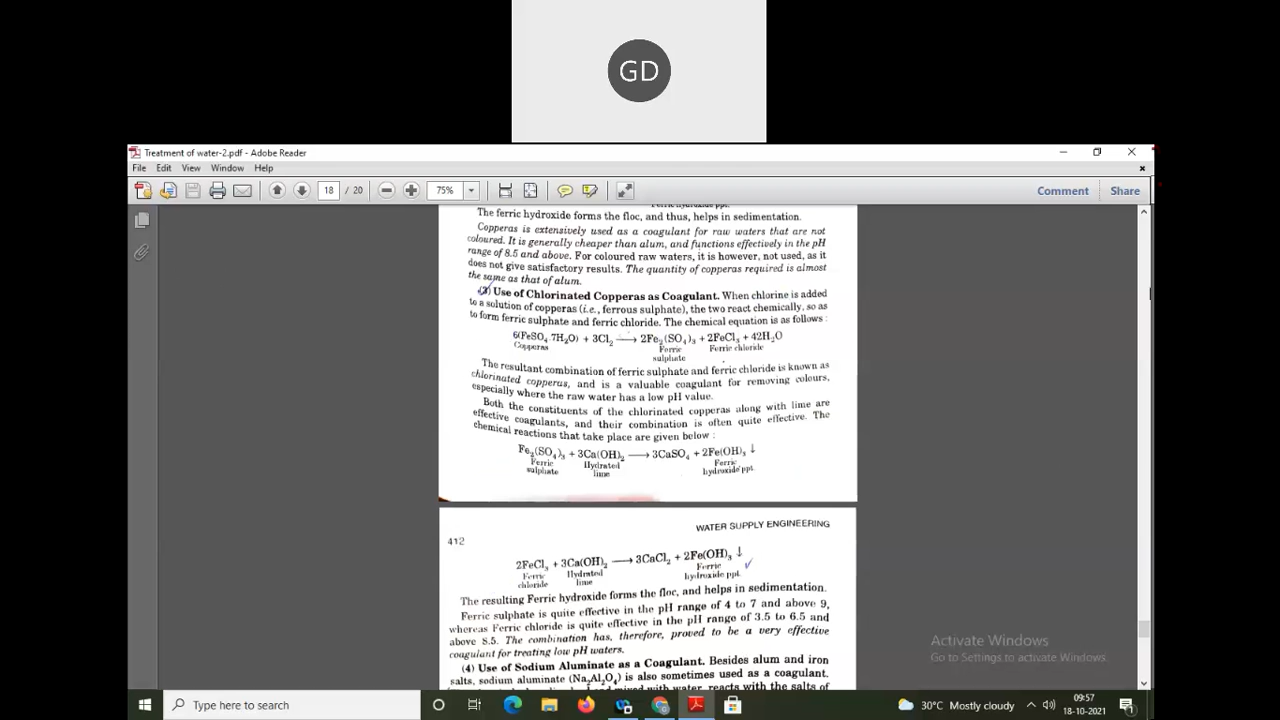 GD
Treatment of water-2.pdf - Adobe Reader
File Edit View Window Help
18 / 20 75% Comment Share
The ferric hydroxide forms the floc, and thus, helps in sedimentation.
Copperas is extensively used as a coagulant for raw waters that are not
coloured. It is generally cheaper than alum, and functions effectively in the pH
range of 8.5 and above. For coloured raw waters, it is however, not used, as it
does not give satisfactory results. The quantity of copperas required is almost
the same as that of alum.
(3) Use of Chlorinated Copperas as Coagulant. When chlorine is added
to a solution of copperas (i.e., ferrous sulphate), the two react chemically, so as
to form ferric sulphate and ferric chloride. The chemical equation is as follows :
6(FeSO₄.7H₂O) + 3Cl₂ ⟶ 2Fe₂(SO₄)₃ + 2FeCl₃ + 42H₂O
Copperas Ferric Ferric chloride
sulphate
The resultant combination of ferric sulphate and ferric chloride is known as
chlorinated copperas, and is a valuable coagulant for removing colours,
especially where the raw water has a low pH value.
Both the constituents of the chlorinated copperas along with lime are
effective coagulants, and their combination is often quite effective. The
chemical reactions that take place are given below :
Fe₂(SO₄)₃ + 3Ca(OH)₂ ⟶ 3CaSO₄ + 2Fe(OH)₃ ↓
Ferric Hydrated Ferric
sulphate lime hydroxide ppt.
WATER SUPPLY ENGINEERING
412
2FeCl₃ + 3Ca(OH)₂ ⟶ 3CaCl₂ + 2Fe(OH)₃ ↓
Ferric Hydrated Ferric
chloride lime hydroxide ppt.
The resulting Ferric hydroxide forms the floc, and helps in sedimentation.
Ferric sulphate is quite effective in the pH range of 4 to 7 and above 9,
whereas Ferric chloride is quite effective in the pH range of 3.5 to 6.5 and
above 8.5. The combination has, therefore, proved to be a very effective
coagulant for treating low pH waters.
(4) Use of Sodium Aluminate as a Coagulant. Besides alum and iron
salts, sodium aluminate (Na₂Al₂O₄) is also sometimes used as a coagulant.
mixed with water, reacts with the salts of
Activate Windows
Go to Settings to activate Windows.
Type here to search
30°C Mostly cloudy
09:57
18-10-2021